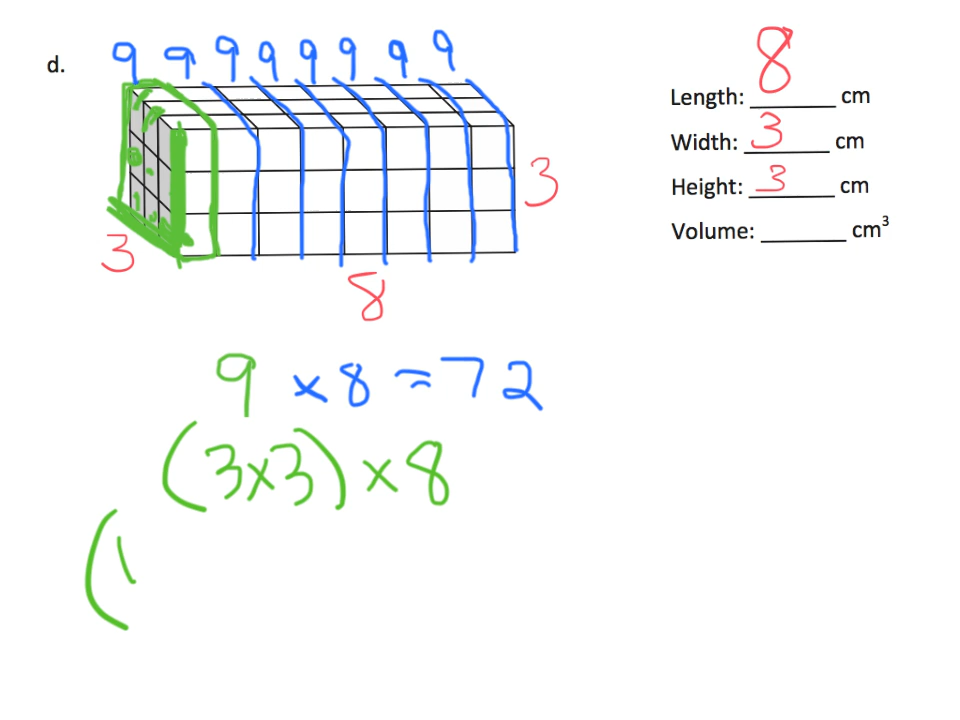 d.
9 9 9 9 9 9 9 9
Length: 8 cm
Width: 3 cm
Height: 3 cm
Volume: ______ cm³
3
3
8
9 × 8 = 72
(3×3) × 8
(